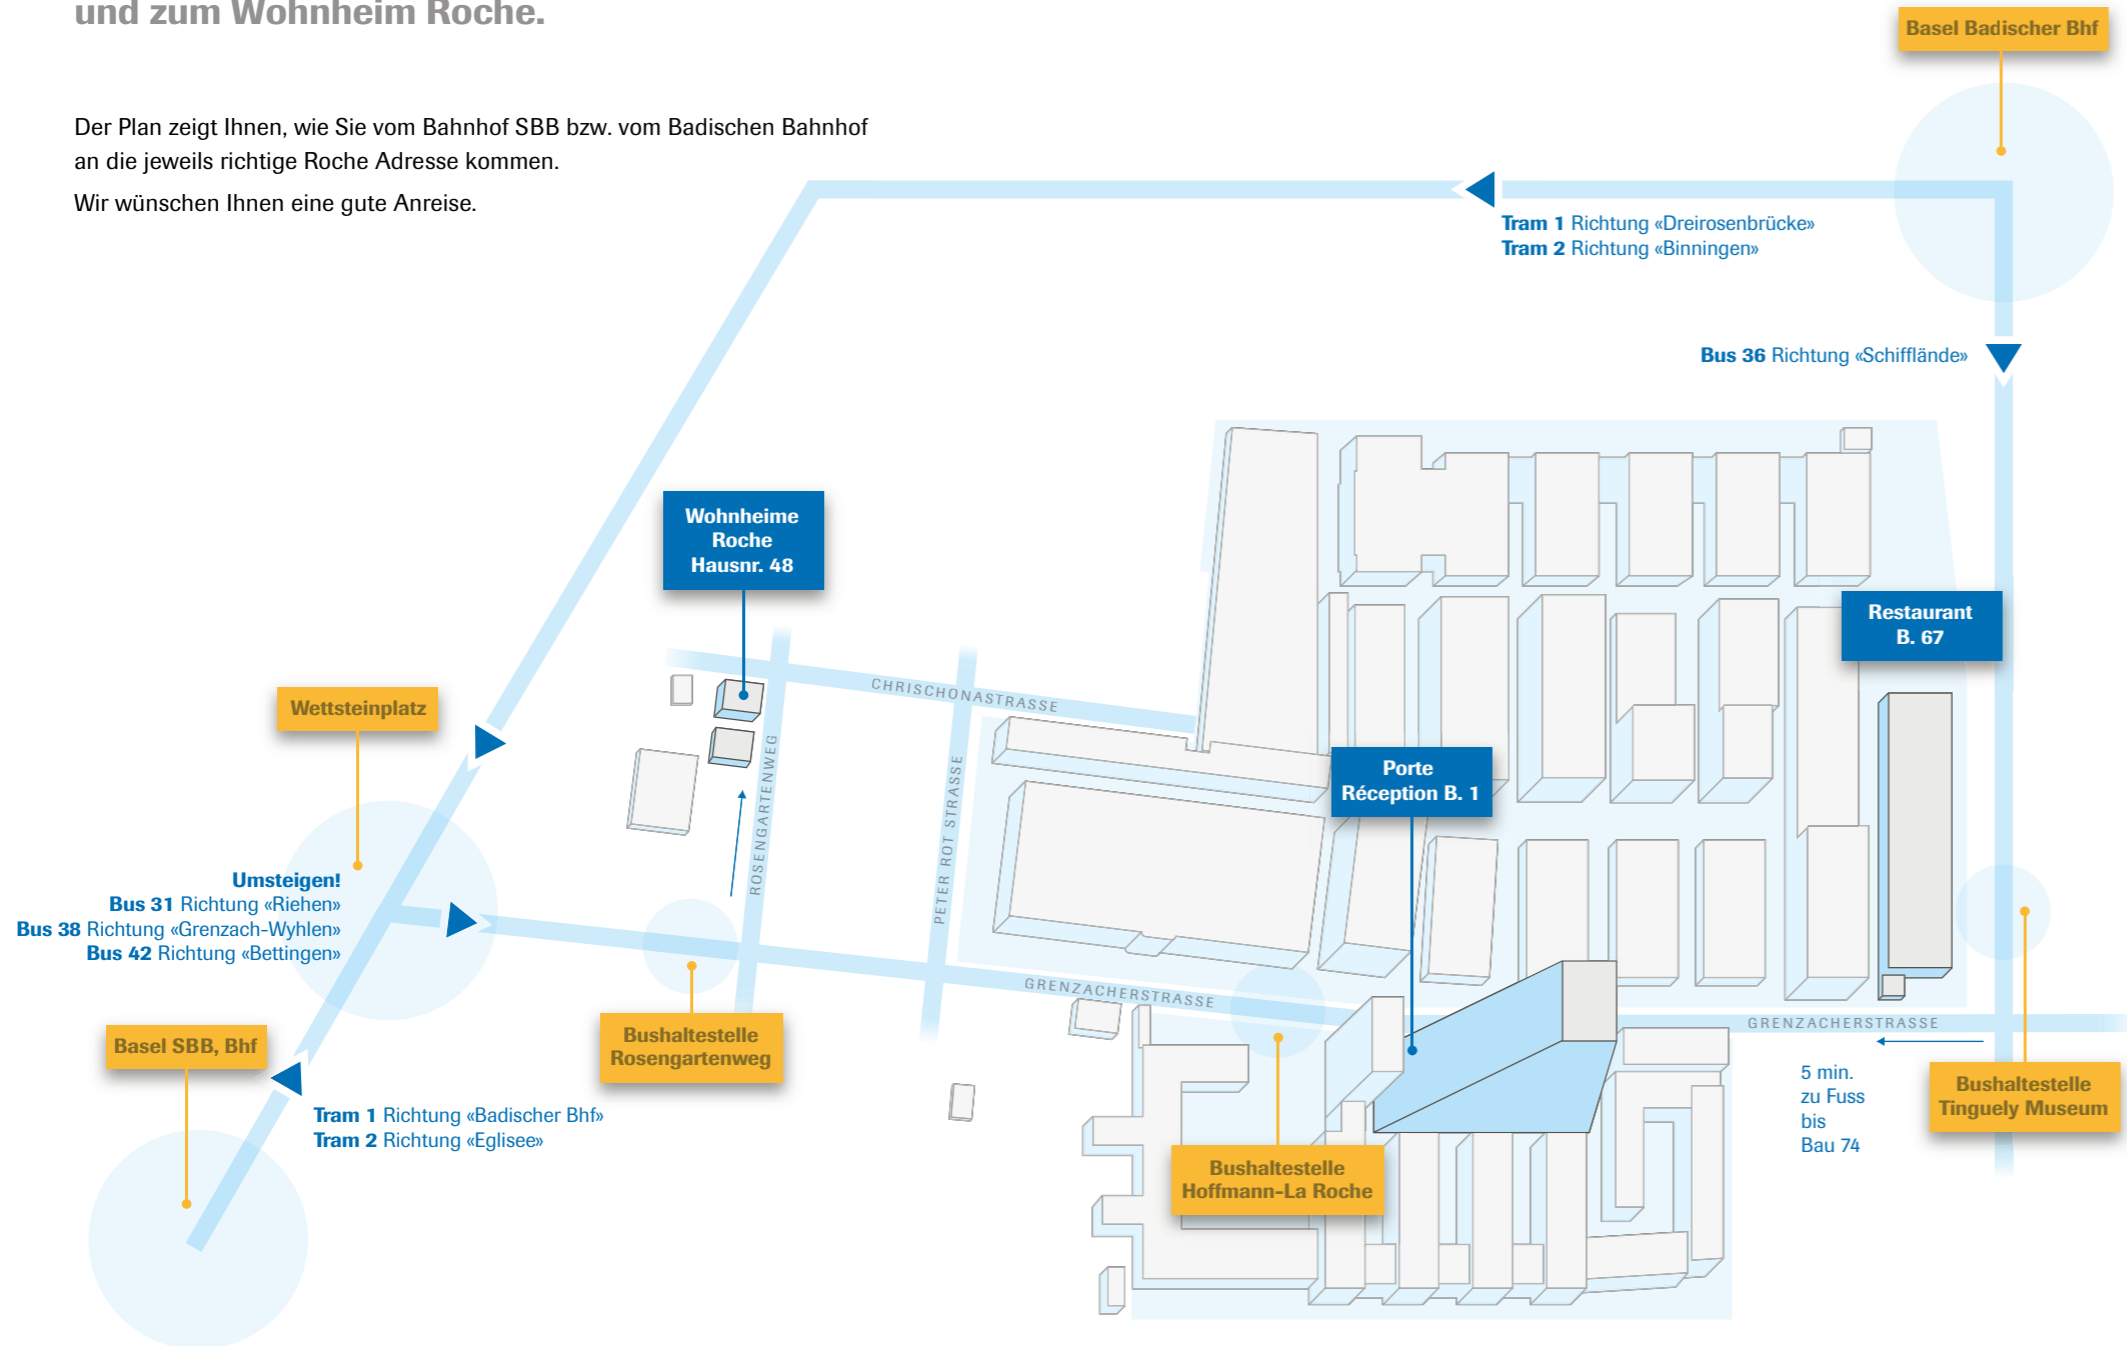 und zum Wohnheim Roche.
Basel Badischer Bhf
Der Plan zeigt Ihnen, wie Sie vom Bahnhof SBB bzw. vom Badischen Bahnhof
an die jeweils richtige Roche Adresse kommen.
Wir wünschen Ihnen eine gute Anreise.
Tram 1 Richtung «Dreirosenbrücke»
Tram 2 Richtung «Binningen»
Bus 36 Richtung «Schifflände»
Wohnheime
Roche
Hausnr. 48
Restaurant
B. 67
CHRISCHONASTRASSE
Wettsteinplatz
ROSENGARTENWEG
PETER ROT STRASSE
Porte
Réception B. 1
Umsteigen!
Bus 31 Richtung «Riehen»
Bus 38 Richtung «Grenzach-Wyhlen»
Bus 42 Richtung «Bettingen»
GRENZACHERSTRASSE
GRENZACHERSTRASSE
Basel SBB, Bhf
Bushaltestelle
Rosengartenweg
Tram 1 Richtung «Badischer Bhf»
Tram 2 Richtung «Eglisee»
5 min.
zu Fuss
bis
Bau 74
Bushaltestelle
Tinguely Museum
Bushaltestelle
Hoffmann-La Roche